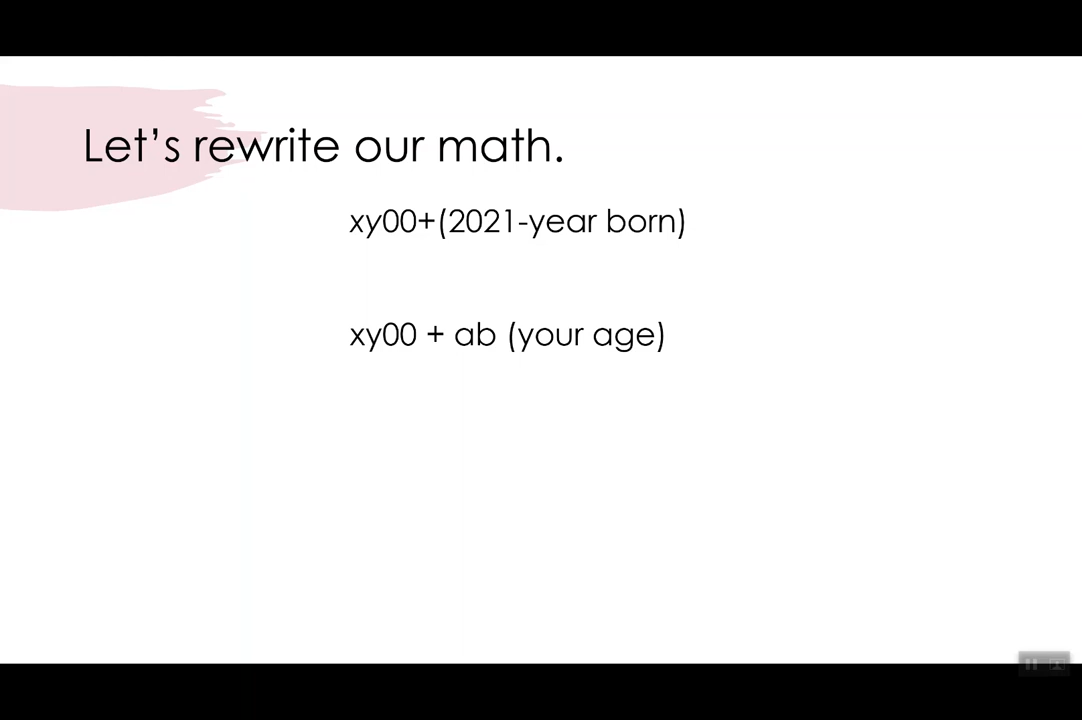 Let’s rewrite our math.
xy00+(2021-year born)
xy00 + ab (your age)